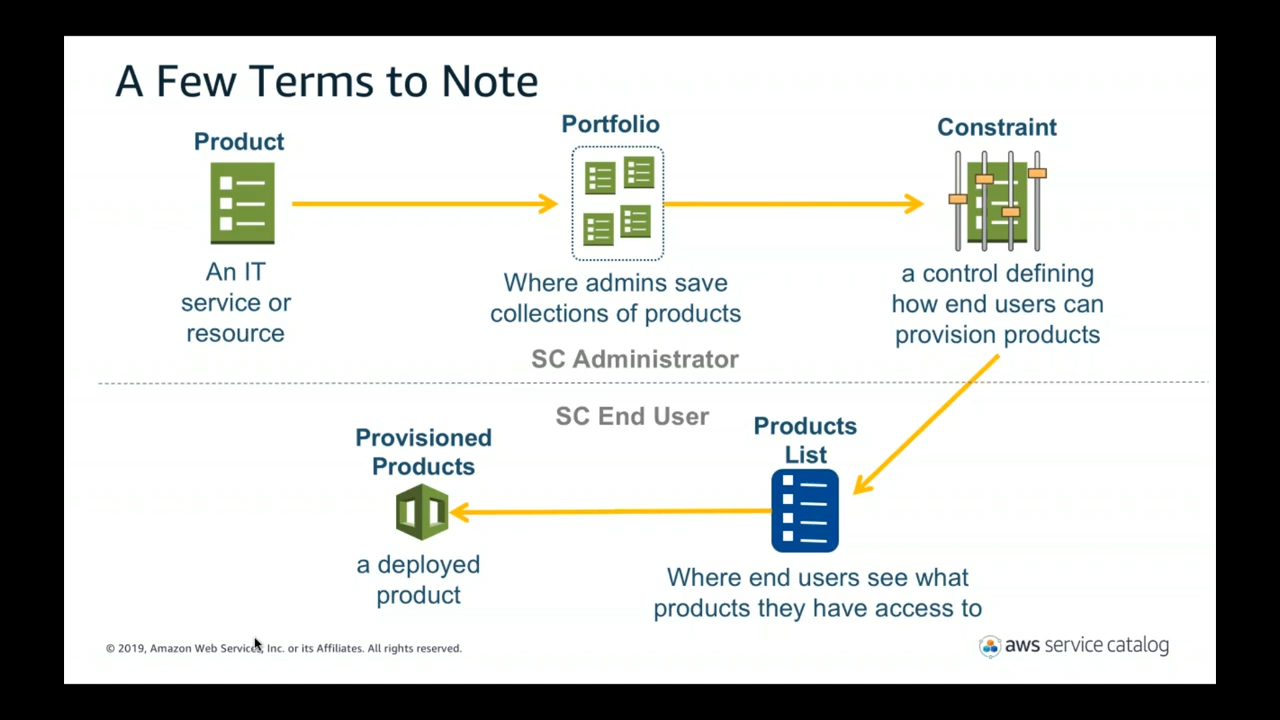 A Few Terms to Note
Product
An IT
service or
resource
Portfolio
Where admins save
collections of products
Constraint
a control defining
how end users can
provision products
SC Administrator
SC End User
Products
List
Where end users see what
products they have access to
Provisioned
Products
a deployed
product
© 2019, Amazon Web Services, Inc. or its Affiliates. All rights reserved.
aws service catalog